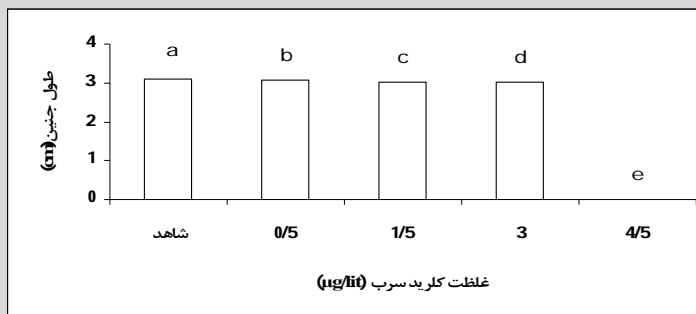 طول جنین(cm)
4
3
2
1
0
a b c d e
شاهد 0/5 1/5 3 4/5
غلظت کلرید سرب (µg/lit)